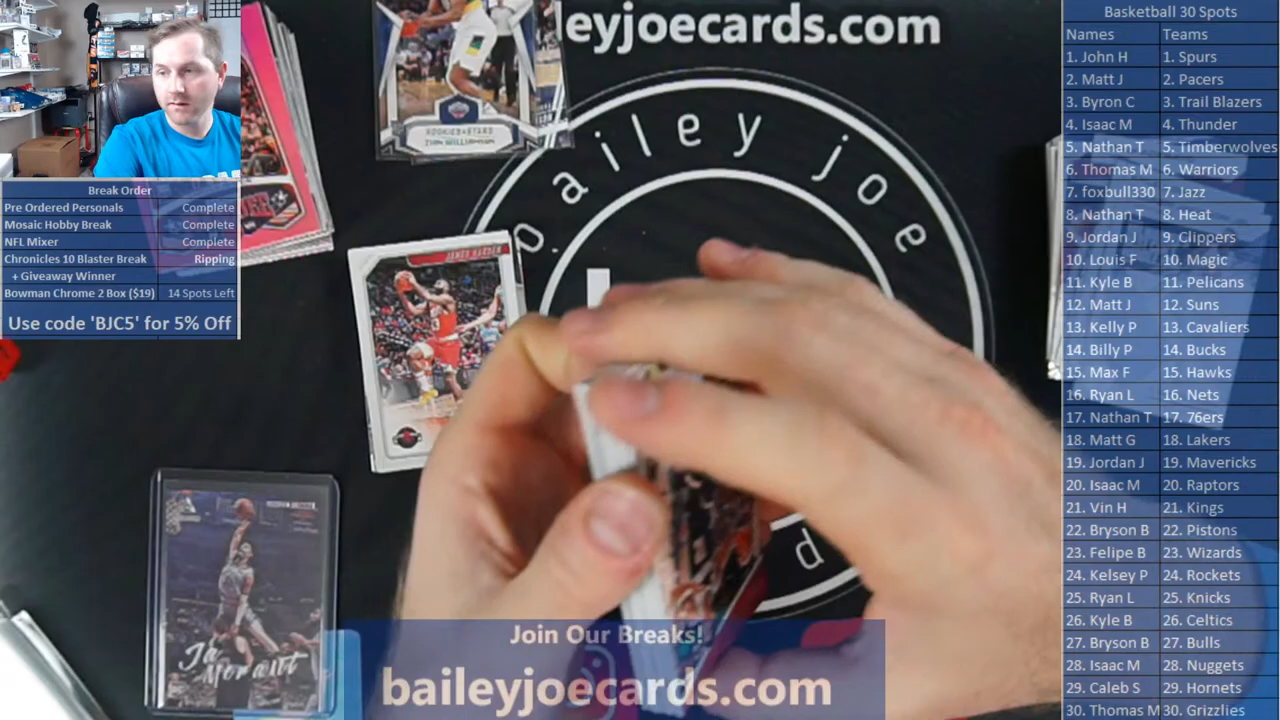 Break Order
Pre Ordered Personals Complete
Mosaic Hobby Break Complete
NFL Mixer Complete
Chronicles 10 Blaster Break Ripping
+ Giveaway Winner
Bowman Chrome 2 Box ($19) 14 Spots Left
Use code 'BJC5' for 5% Off
leyjoecards.com
bailey joe
ROOKIES & STARS
ZION WILLIAMSON
JAMES HARDEN
Ja Morant
Join Our Breaks!
baileyjoecards.com
Basketball 30 Spots
Names Teams
1. John H 1. Spurs
2. Matt J 2. Pacers
3. Byron C 3. Trail Blazers
4. Isaac M 4. Thunder
5. Nathan T 5. Timberwolves
6. Thomas M 6. Warriors
7. foxbull330 7. Jazz
8. Nathan T 8. Heat
9. Jordan J 9. Clippers
10. Louis F 10. Magic
11. Kyle B 11. Pelicans
12. Matt J 12. Suns
13. Kelly P 13. Cavaliers
14. Billy P 14. Bucks
15. Max F 15. Hawks
16. Ryan L 16. Nets
17. Nathan T 17. 76ers
18. Matt G 18. Lakers
19. Jordan J 19. Mavericks
20. Isaac M 20. Raptors
21. Vin H 21. Kings
22. Bryson B 22. Pistons
23. Felipe B 23. Wizards
24. Kelsey P 24. Rockets
25. Ryan L 25. Knicks
26. Kyle B 26. Celtics
27. Bryson B 27. Bulls
28. Isaac M 28. Nuggets
29. Caleb S 29. Hornets
30. Thomas M 30. Grizzlies